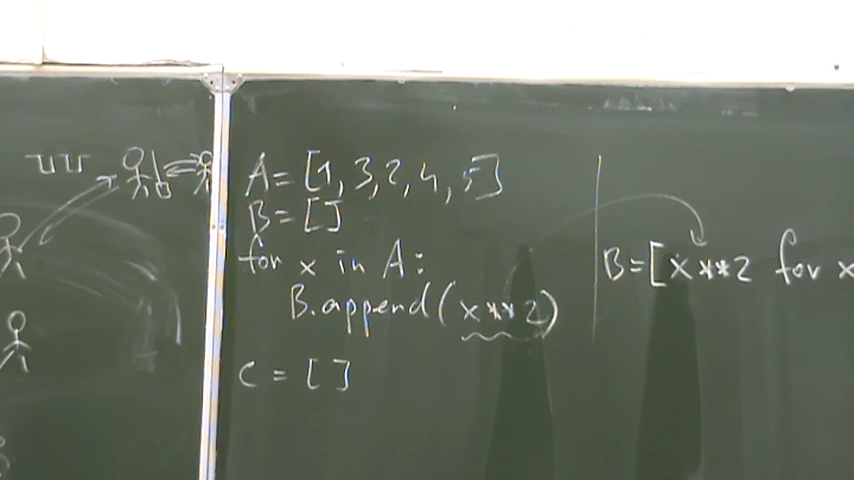 A = [1, 3, 2, 4, 5]
B = []
for x in A:
B.append(x**2)
C = []
B = [x**2 for x